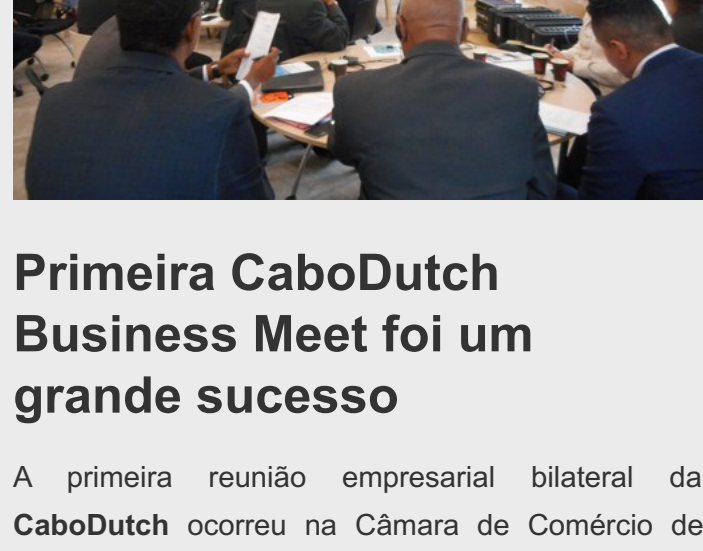 Primeira CaboDutch
Business Meet foi um
grande sucesso
A primeira reunião empresarial bilateral da
CaboDutch ocorreu na Câmara de Comércio de